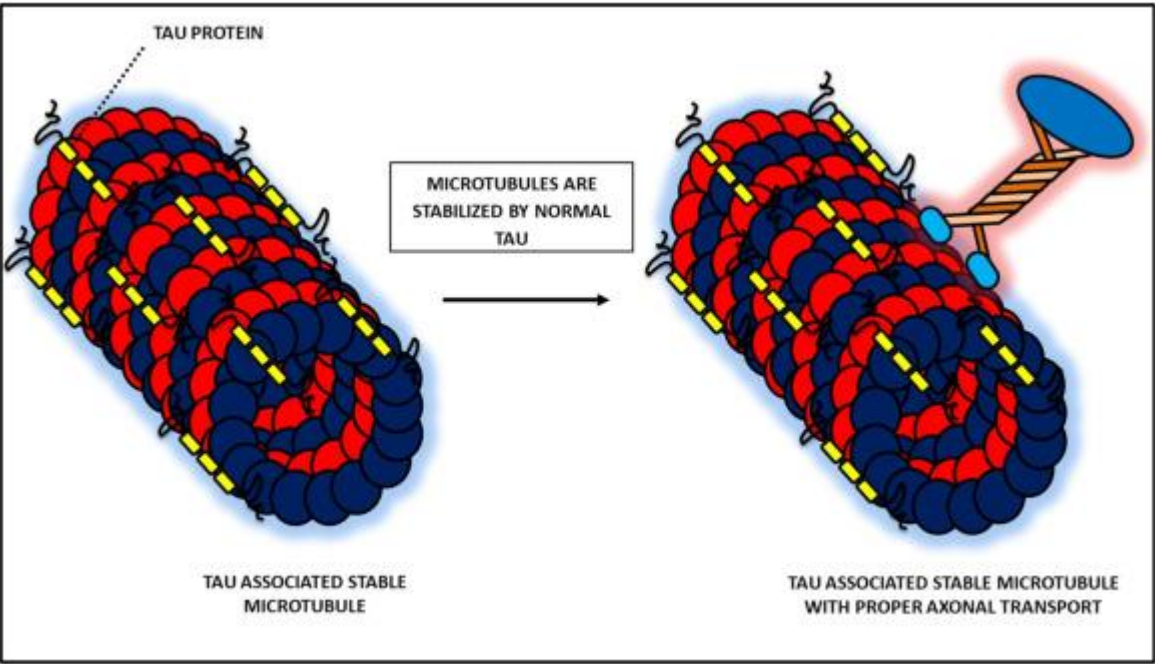 TAU PROTEIN
MICROTUBULES ARE
STABILIZED BY NORMAL
TAU
TAU ASSOCIATED STABLE
MICROTUBULE
TAU ASSOCIATED STABLE MICROTUBULE
WITH PROPER AXONAL TRANSPORT